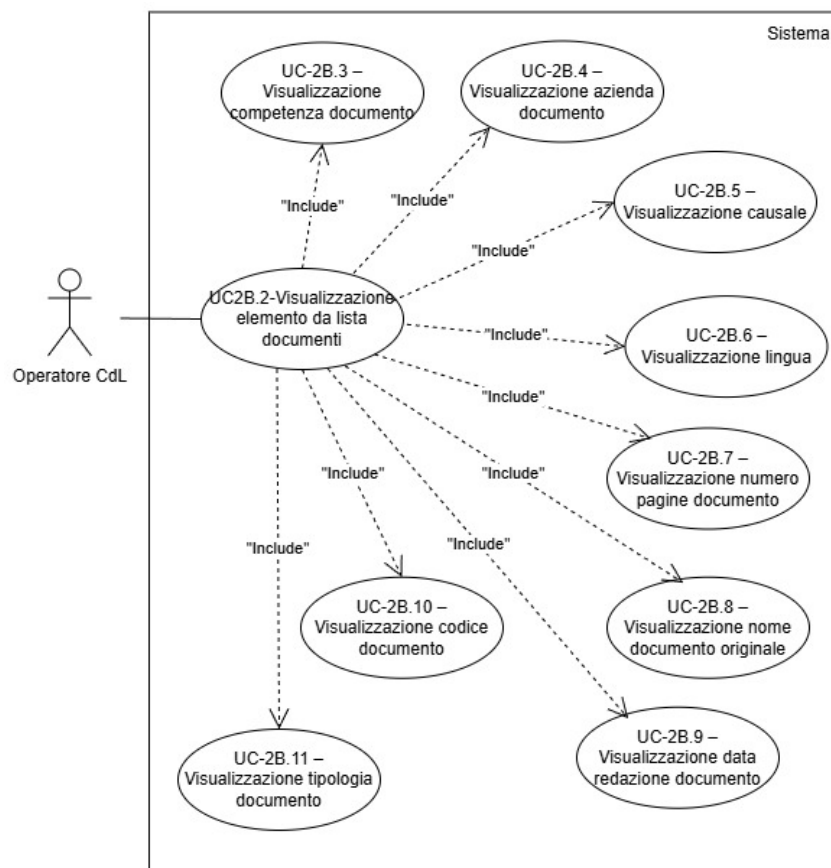 Sistema
UC-2B.3 –
Visualizzazione
competenza documento
UC-2B.4 –
Visualizzazione azienda
documento
"Include"
"Include"
UC-2B.5 –
Visualizzazione causale
"Include"
UC2B.2-Visualizzazione
elemento da lista
documenti
Operatore CdL
"Include"
UC-2B.6 –
Visualizzazione lingua
"Include"
UC-2B.7 –
Visualizzazione numero
pagine documento
"Include"
"Include"
"Include"
"Include"
UC-2B.10 –
Visualizzazione codice
documento
UC-2B.8 –
Visualizzazione nome
documento originale
UC-2B.11 –
Visualizzazione tipologia
documento
UC-2B.9 –
Visualizzazione data
redazione documento